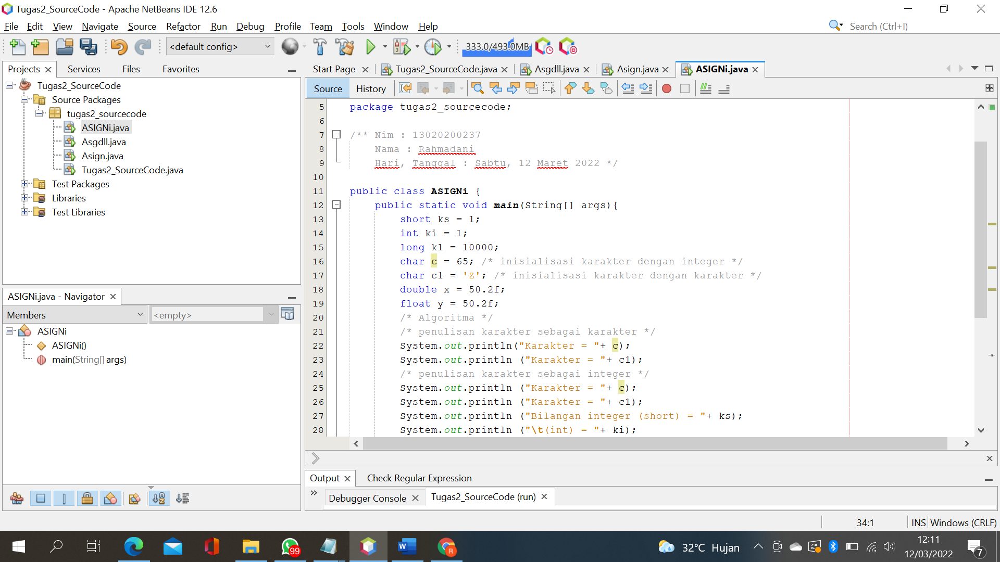 Tugas2_SourceCode - Apache NetBeans IDE 12.6
File Edit View Navigate Source Refactor Run Debug Profile Team Tools Window Help
Search (Ctrl+I)
<default config>
333.0/493.0MB
Projects Services Files Favorites
Tugas2_SourceCode
Source Packages
tugas2_sourcecode
ASIGNi.java
Asgdll.java
Asign.java
Tugas2_SourceCode.java
Test Packages
Libraries
Test Libraries
ASIGNi.java - Navigator
Members
<empty>
ASIGNi
ASIGNi()
main(String[] args)
Start Page Tugas2_SourceCode.java Asgdll.java Asign.java ASIGNi.java
Source History
5 package tugas2_sourcecode;
6
7 /** Nim : 13020200237
8 Nama : Rahmadani
9 Hari, Tanggal : Sabtu, 12 Maret 2022 */
10
11 public class ASIGNi {
12 public static void main(String[] args){
13 short ks = 1;
14 int ki = 1;
15 long kl = 10000;
16 char c = 65; /* inisialisasi karakter dengan integer */
17 char c1 = 'Z'; /* inisialisasi karakter dengan karakter */
18 double x = 50.2f;
19 float y = 50.2f;
20 /* Algoritma */
21 /* penulisan karakter sebagai karakter */
22 System.out.println("Karakter = "+ c);
23 System.out.println ("Karakter = "+ c1);
24 /* penulisan karakter sebagai integer */
25 System.out.println ("Karakter = "+ c);
26 System.out.println ("Karakter = "+ c1);
27 System.out.println ("Bilangan integer (short) = "+ ks);
28 System.out.println ("\t(int) = "+ ki);
Output Check Regular Expression
Debugger Console Tugas2_SourceCode (run)
34:1 INS Windows (CRLF)
99
32°C Hujan
12:11
12/03/2022
7